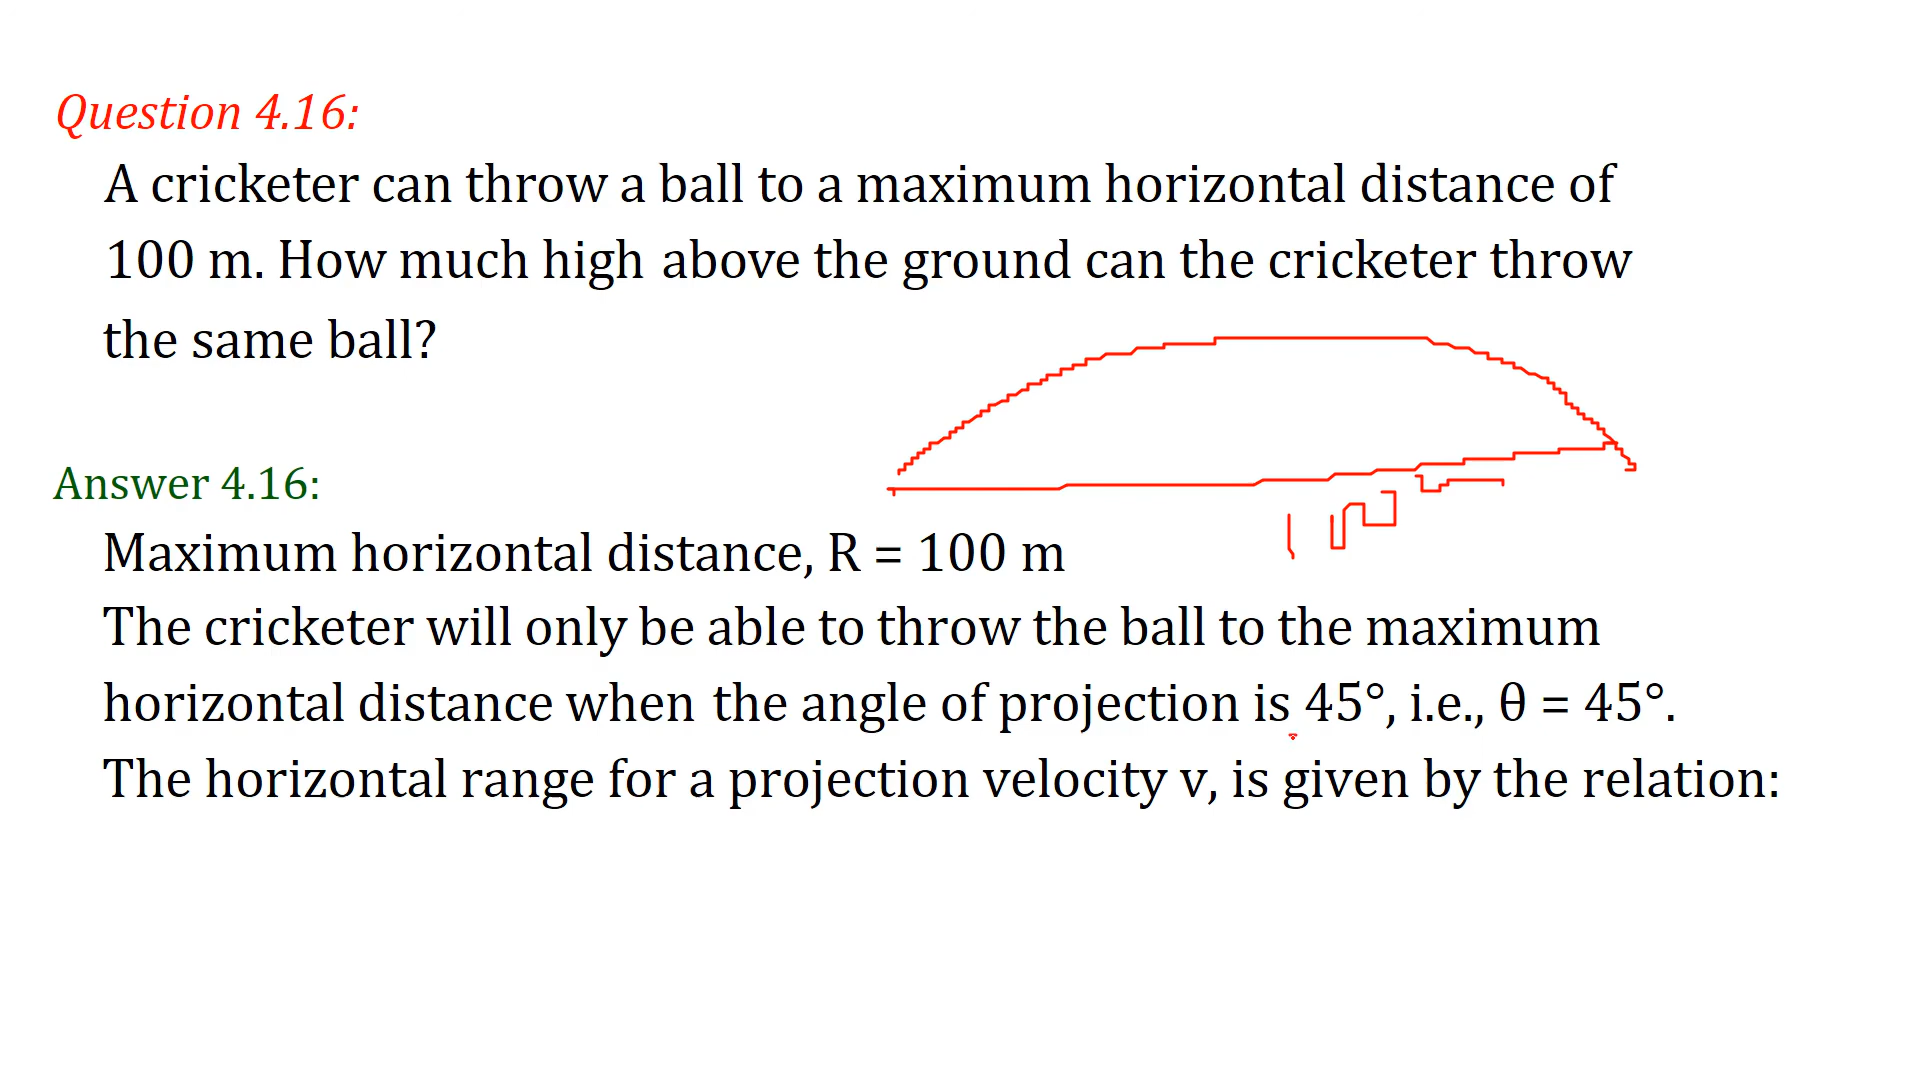 Question 4.16:
A cricketer can throw a ball to a maximum horizontal distance of
100 m. How much high above the ground can the cricketer throw
the same ball?
Answer 4.16:
Maximum horizontal distance, R = 100 m
The cricketer will only be able to throw the ball to the maximum
horizontal distance when the angle of projection is 45°, i.e., θ = 45°.
The horizontal range for a projection velocity v, is given by the relation: